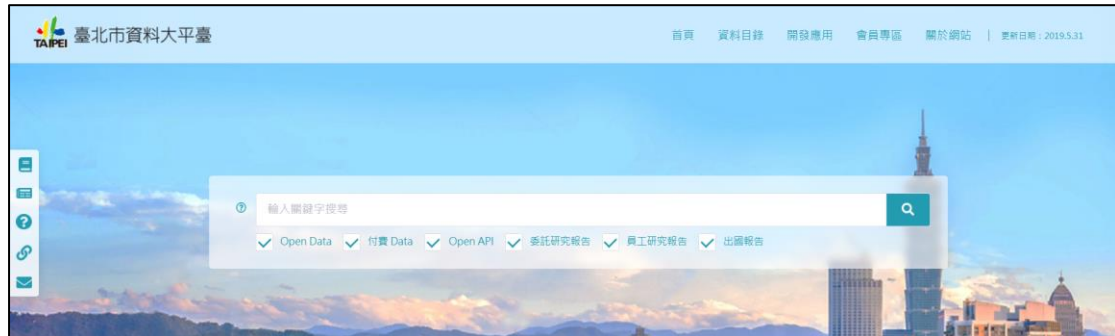 TAIPEI 臺北市資料大平臺
首頁 資料目錄 開發應用 會員專區 關於網站 | 更新日期：2019.5.31
輸入關鍵字搜尋
Open Data 付費 Data Open API 委託研究報告 員工研究報告 出國報告